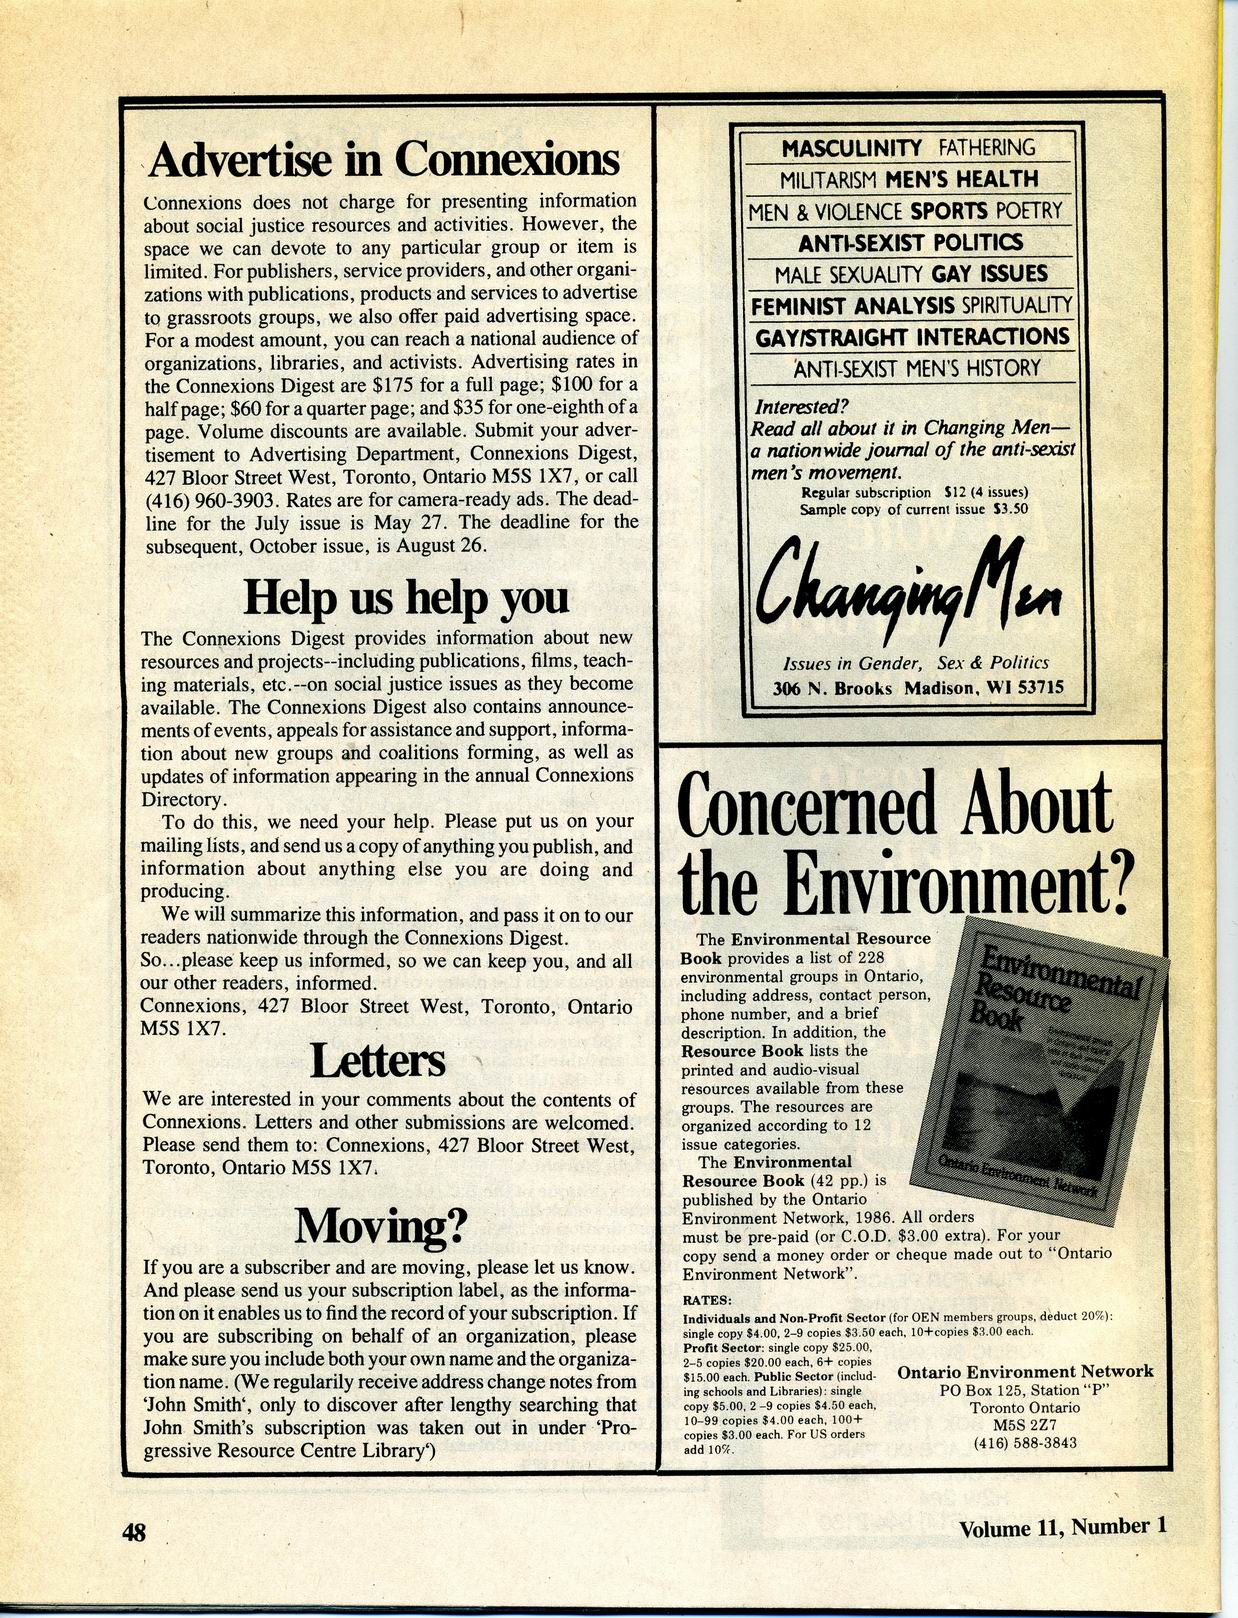 Advertise in Connexions
Connexions does not charge for presenting information
about social justice resources and activities. However, the
space we can devote to any particular group or item is
limited. For publishers, service providers, and other organi-
zations with publications, products and services to advertise
to grassroots groups, we also offer paid advertising space.
For a modest amount, you can reach a national audience of
organizations, libraries, and activists. Advertising rates in
the Connexions Digest are $175 for a full page; $100 for a
half page; $60 for a quarter page; and $35 for one-eighth of a
page. Volume discounts are available. Submit your adver-
tisement to Advertising Department, Connexions Digest,
427 Bloor Street West, Toronto, Ontario M5S 1X7, or call
(416) 960-3903. Rates are for camera-ready ads. The dead-
line for the July issue is May 27. The deadline for the
subsequent, October issue, is August 26.
Help us help you
The Connexions Digest provides information about new
resources and projects--including publications, films, teach-
ing materials, etc.--on social justice issues as they become
available. The Connexions Digest also contains announce-
ments of events, appeals for assistance and support, informa-
tion about new groups and coalitions forming, as well as
updates of information appearing in the annual Connexions
Directory.
To do this, we need your help. Please put us on your
mailing lists, and send us a copy of anything you publish, and
information about anything else you are doing and
producing.
We will summarize this information, and pass it on to our
readers nationwide through the Connexions Digest.
So...please keep us informed, so we can keep you, and all
our other readers, informed.
Connexions, 427 Bloor Street West, Toronto, Ontario
M5S 1X7.
Letters
We are interested in your comments about the contents of
Connexions. Letters and other submissions are welcomed.
Please send them to: Connexions, 427 Bloor Street West,
Toronto, Ontario M5S 1X7.
Moving?
If you are a subscriber and are moving, please let us know.
And please send us your subscription label, as the informa-
tion on it enables us to find the record of your subscription. If
you are subscribing on behalf of an organization, please
make sure you include both your own name and the organiza-
tion name. (We regularily receive address change notes from
'John Smith', only to discover after lengthy searching that
John Smith's subscription was taken out in under 'Pro-
gressive Resource Centre Library')
MASCULINITY FATHERING
MILITARISM MEN'S HEALTH
MEN & VIOLENCE SPORTS POETRY
ANTI-SEXIST POLITICS
MALE SEXUALITY GAY ISSUES
FEMINIST ANALYSIS SPIRITUALITY
GAY/STRAIGHT INTERACTIONS
ANTI-SEXIST MEN'S HISTORY
Interested?
Read all about it in Changing Men—
a nationwide journal of the anti-sexist
men's movement.
Regular subscription $12 (4 issues)
Sample copy of current issue $3.50
Changing Men
Issues in Gender, Sex & Politics
306 N. Brooks Madison, WI 53715
Concerned About
the Environment?
The Environmental Resource
Book provides a list of 228
environmental groups in Ontario,
including address, contact person,
phone number, and a brief
description. In addition, the
Resource Book lists the
printed and audio-visual
resources available from these
groups. The resources are
organized according to 12
issue categories.
The Environmental
Resource Book (42 pp.) is
published by the Ontario
Environment Network, 1986. All orders
must be pre-paid (or C.O.D. $3.00 extra). For your
copy send a money order or cheque made out to "Ontario
Environment Network".
Environmental
Resource
Book
Ontario Environment Network
RATES:
Individuals and Non-Profit Sector (for OEN members groups, deduct 20%):
single copy $4.00, 2-9 copies $3.50 each, 10+copies $3.00 each.
Profit Sector: single copy $25.00,
2-5 copies $20.00 each, 6+ copies
$15.00 each. Public Sector (includ-
ing schools and Libraries): single
copy $5.00, 2 -9 copies $4.50 each,
10-99 copies $4.00 each, 100+
copies $3.00 each. For US orders
add 10%.
Ontario Environment Network
PO Box 125, Station "P"
Toronto Ontario
M5S 2Z7
(416) 588-3843
48
Volume 11, Number 1